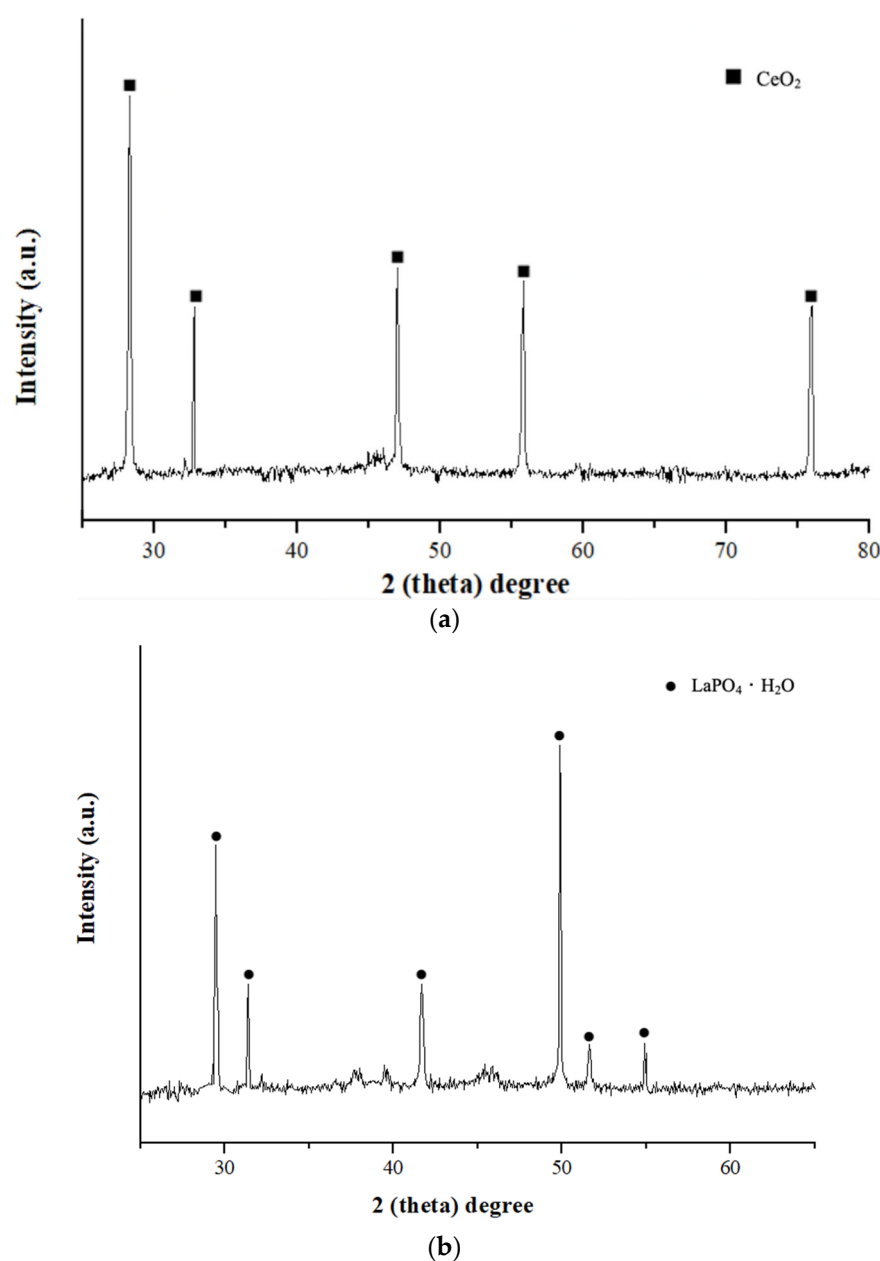 CeO₂
Intensity (a.u.)
30 40 50 60 70 80
2 (theta) degree
(a)
LaPO₄ · H₂O
Intensity (a.u.)
30 40 50 60
2 (theta) degree
(b)